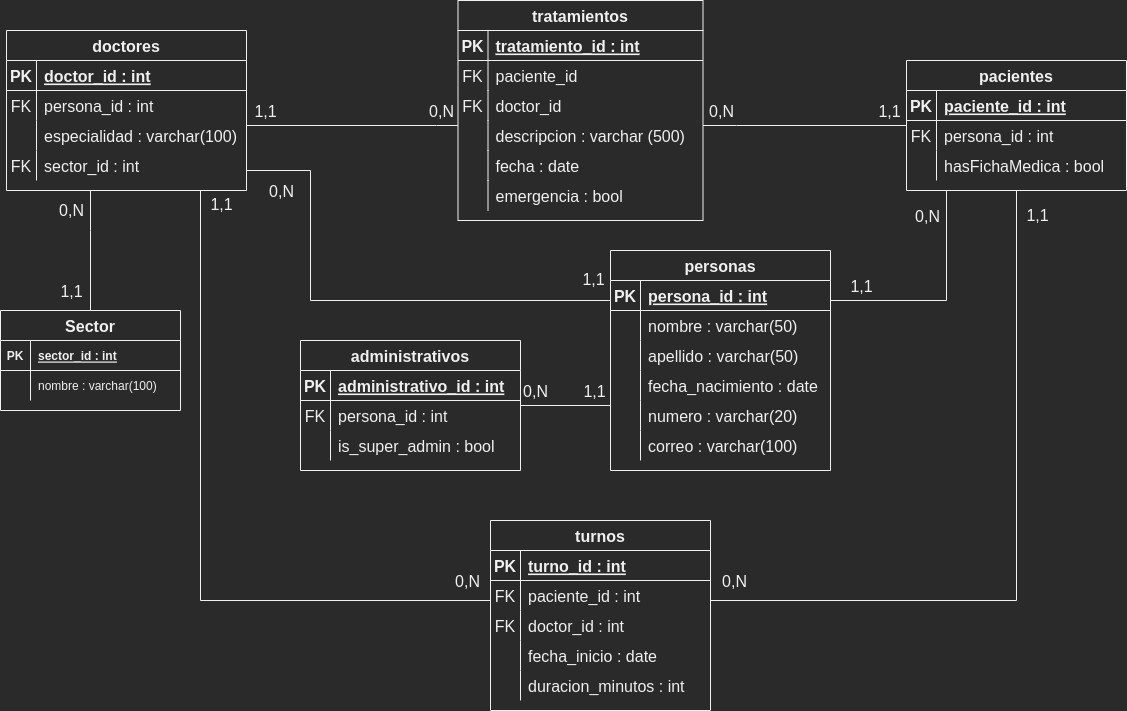 doctores
PK doctor_id : int
FK persona_id : int
especialidad : varchar(100)
FK sector_id : int
tratamientos
PK tratamiento_id : int
FK paciente_id
FK doctor_id
descripcion : varchar (500)
fecha : date
emergencia : bool
pacientes
PK paciente_id : int
FK persona_id : int
hasFichaMedica : bool
1,1
0,N
0,N
1,1
0,N
0,N
1,1
0,N
1,1
1,1
1,1
1,1
Sector
PK sector_id : int
nombre : varchar(100)
personas
PK persona_id : int
nombre : varchar(50)
apellido : varchar(50)
fecha_nacimiento : date
numero : varchar(20)
correo : varchar(100)
administrativos
PK administrativo_id : int
FK persona_id : int
is_super_admin : bool
0,N
1,1
turnos
PK turno_id : int
FK paciente_id : int
FK doctor_id : int
fecha_inicio : date
duracion_minutos : int
0,N
0,N